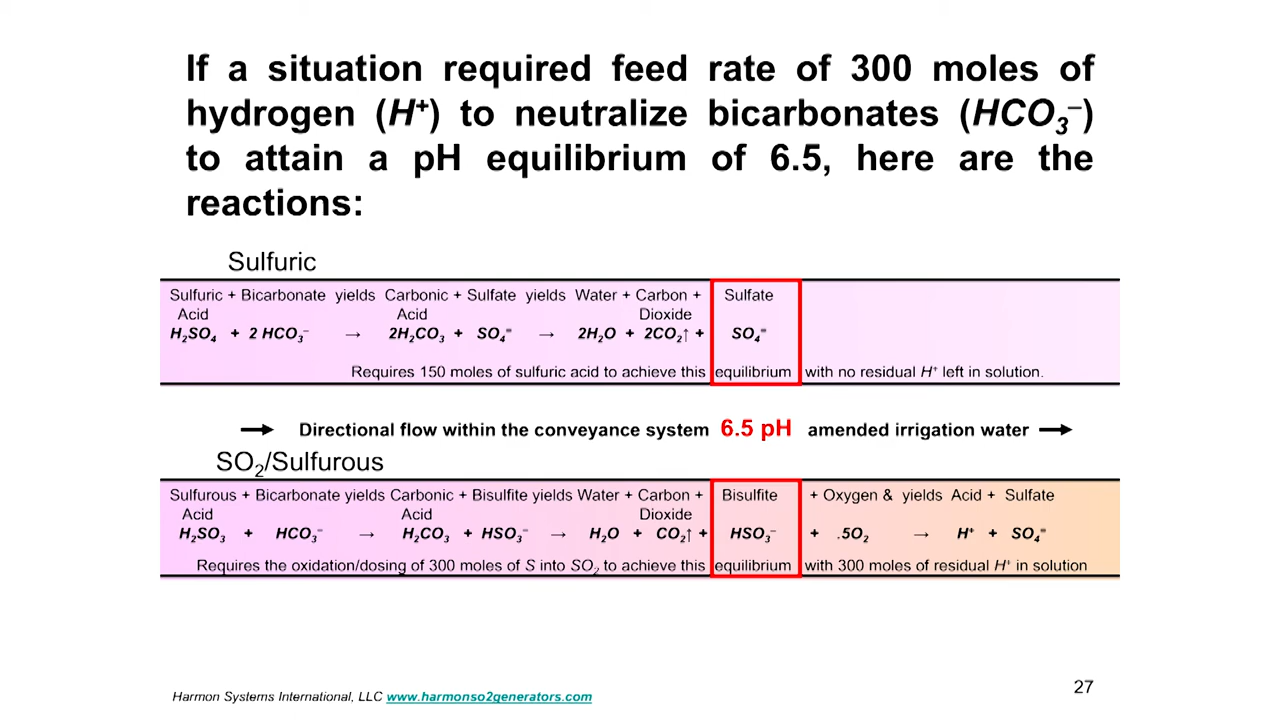 If a situation required feed rate of 300 moles of
hydrogen (H⁺) to neutralize bicarbonates (HCO₃⁻)
to attain a pH equilibrium of 6.5, here are the
reactions:
Sulfuric
Sulfuric + Bicarbonate yields Carbonic + Sulfate yields Water + Carbon + Sulfate
Acid Acid Dioxide
H₂SO₄ + 2 HCO₃⁻ → 2H₂CO₃ + SO₄⁼ → 2H₂O + 2CO₂↑ + SO₄⁼
Requires 150 moles of sulfuric acid to achieve this equilibrium with no residual H⁺ left in solution.
→ Directional flow within the conveyance system 6.5 pH amended irrigation water →
SO₂/Sulfurous
Sulfurous + Bicarbonate yields Carbonic + Bisulfite yields Water + Carbon + Bisulfite + Oxygen & yields Acid + Sulfate
Acid Acid Dioxide
H₂SO₃ + HCO₃⁻ → H₂CO₃ + HSO₃⁻ → H₂O + CO₂↑ + HSO₃⁻ + .5O₂ → H⁺ + SO₄⁼
Requires the oxidation/dosing of 300 moles of S into SO₂ to achieve this equilibrium with 300 moles of residual H⁺ in solution
Harmon Systems International, LLC www.harmonso2generators.com
27